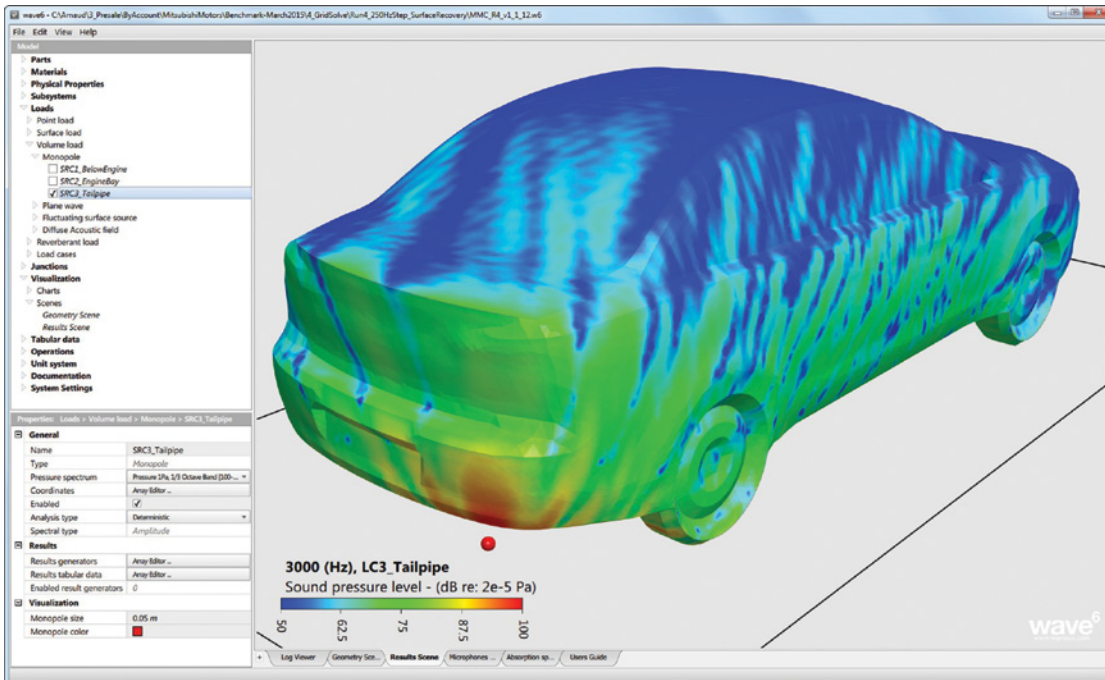 wave6 - C:\Arnaud\3_Presale\ByAccount\MitsubishiMotors\Benchmark-March2015\4_GridSolve\Run4_250HzStep_SurfaceRecovery\MMC_R4_v1_1_12.w6
File Edit View Help
Model
Parts
Materials
Physical Properties
Subsystems
Loads
Point load
Surface load
Volume load
Monopole
SRC1_BelowEngine
SRC2_EngineBay
SRC3_Tailpipe
Plane wave
Fluctuating surface source
Diffuse Acoustic field
Reverberant load
Load cases
Junctions
Visualization
Charts
Scenes
Geometry Scene
Results Scene
Tabular data
Operations
Unit system
Documentation
System Settings
Properties: Loads > Volume load > Monopole > SRC3_Tailpipe
General
Name SRC3_Tailpipe
Type Monopole
Pressure spectrum Pressure 1Pa, 1/3 Octave Band [100-...
Coordinates Array Editor ...
Enabled
Analysis type Deterministic
Spectral type Amplitude
Results
Results generators Array Editor ...
Results tabular data Array Editor ...
Enabled result generators 0
Visualization
Monopole size 0.05 m
Monopole color
3000 (Hz), LC3_Tailpipe
Sound pressure level - (dB re: 2e-5 Pa)
50 62.5 75 87.5 100
wave6
+ Log Viewer Geometry Sce... Results Scene Microphones ... Absorption sp... Users Guide